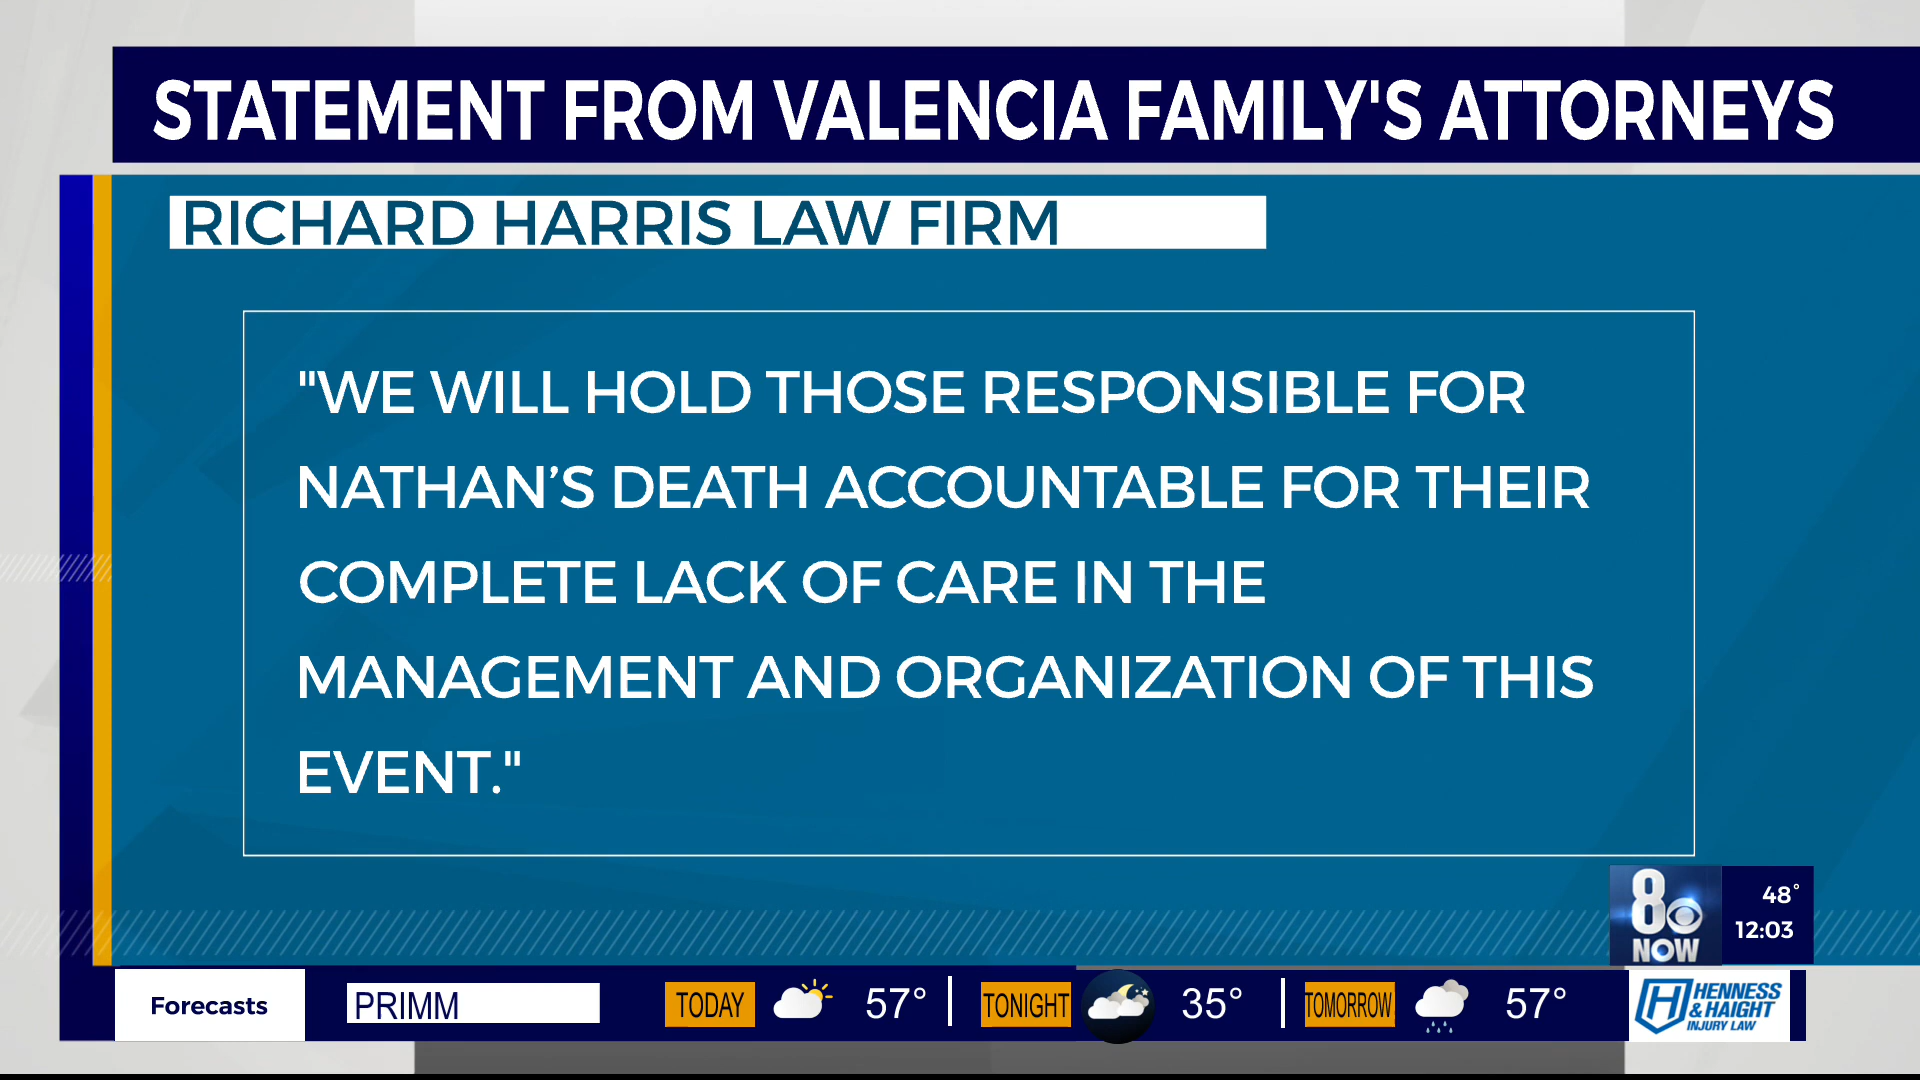 STATEMENT FROM VALENCIA FAMILY'S ATTORNEYS
RICHARD HARRIS LAW FIRM
"WE WILL HOLD THOSE RESPONSIBLE FOR
NATHAN’S DEATH ACCOUNTABLE FOR THEIR
COMPLETE LACK OF CARE IN THE
MANAGEMENT AND ORGANIZATION OF THIS
EVENT."
8
NOW
48°
12:03
Forecasts
PRIMM
TODAY 57°
TONIGHT 35°
TOMORROW 57°
H HENNESS
& HAIGHT
INJURY LAW